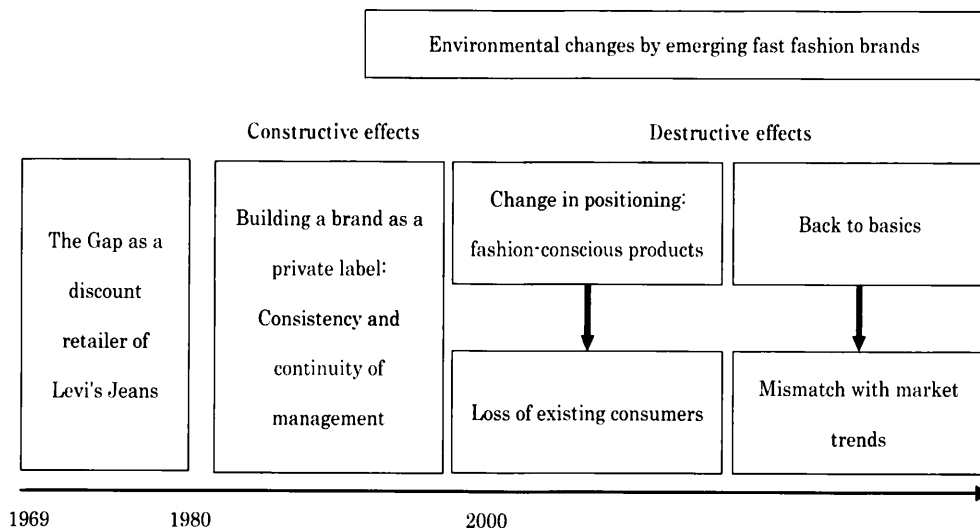 Environmental changes by emerging fast fashion brands
Constructive effects
Destructive effects
The Gap as a
discount
retailer of
Levi's Jeans
Building a brand as a
private label:
Consistency and
continuity of
management
Change in positioning:
fashion-conscious products
Loss of existing consumers
Back to basics
Mismatch with market
trends
1969
1980
2000